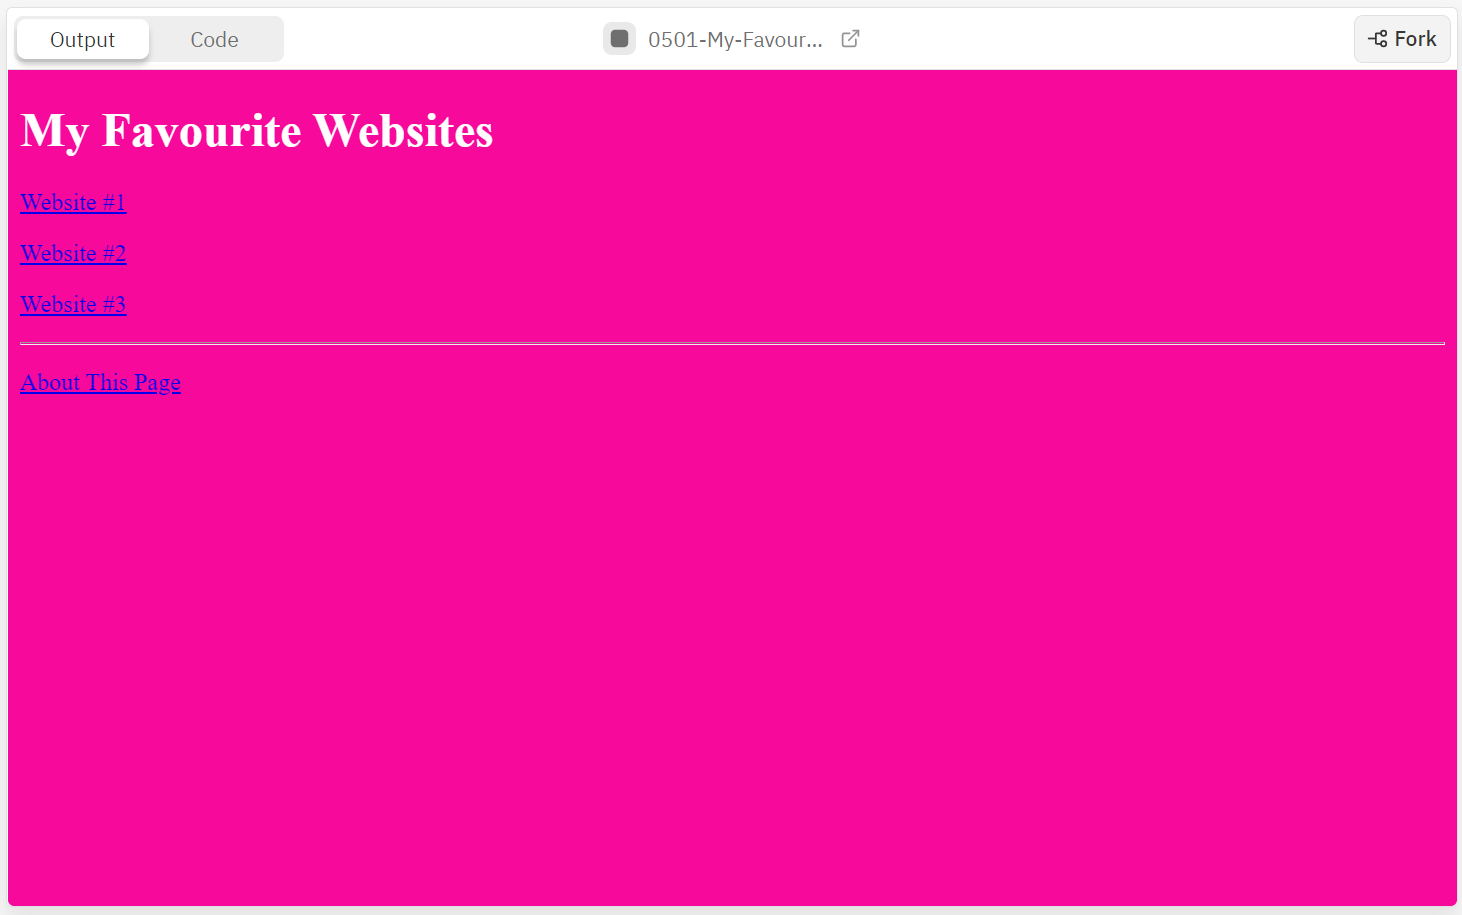 Output Code 0501-My-Favour... Fork
My Favourite Websites
Website #1
Website #2
Website #3
About This Page